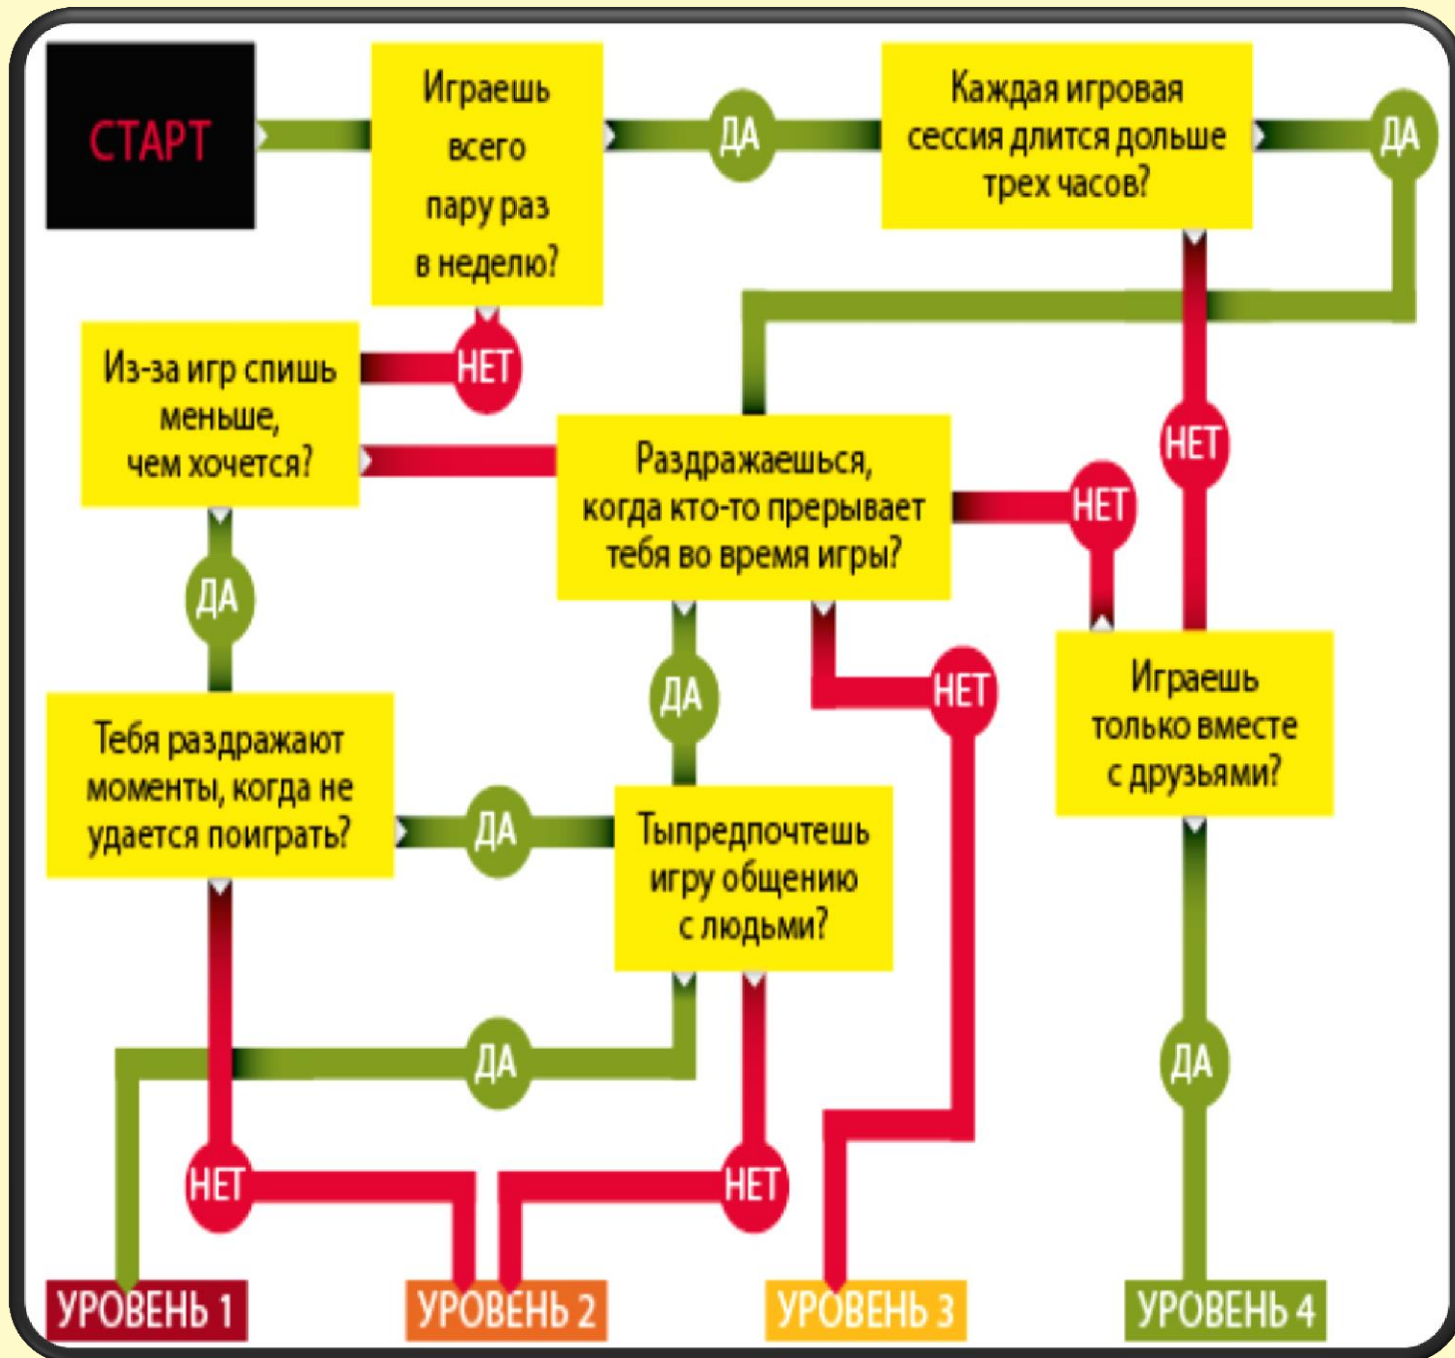 СТАРТ
Играешь
всего
пару раз
в неделю?
ДА
Каждая игровая
сессия длится дольше
трех часов?
ДА
НЕТ
Из-за игр спишь
меньше,
чем хочется?
Раздражаешься,
когда кто-то прерывает
тебя во время игры?
НЕТ
НЕТ
ДА
ДА
НЕТ
Играешь
только вместе
с друзьями?
Тебя раздражают
моменты, когда не
удается поиграть?
ДА
Тыпредпочтешь
игру общению
с людьми?
ДА
ДА
НЕТ
НЕТ
УРОВЕНЬ 1
УРОВЕНЬ 2
УРОВЕНЬ 3
УРОВЕНЬ 4